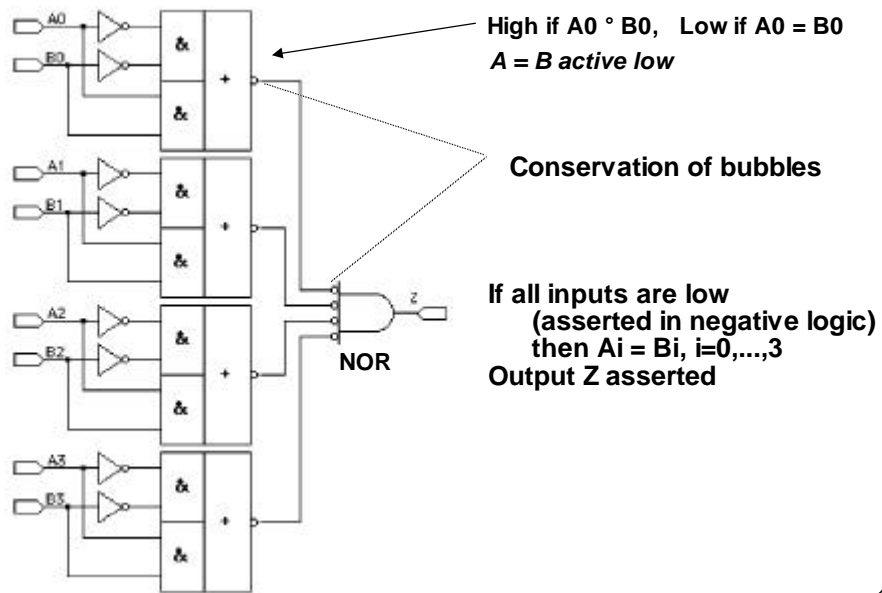 A0
&
B0
+
&
High if A0 ° B0, Low if A0 = B0
A = B active low
Conservation of bubbles
A1
&
B1
+
&
Z
If all inputs are low
(asserted in negative logic)
then Ai = Bi, i=0,...,3
Output Z asserted
NOR
A2
&
B2
+
&
A3
&
B3
+
&